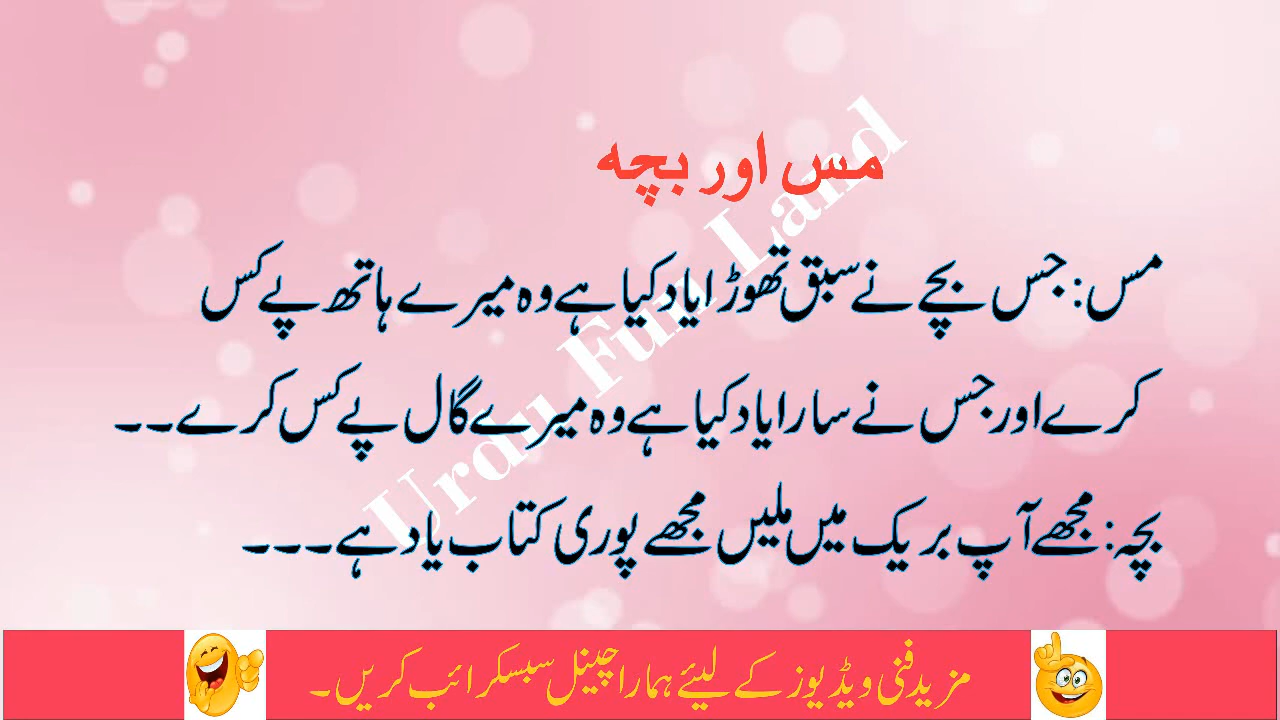 مس اور بچہ
مس: جس بچے نے سبق تھوڑا یاد کیا ہے وہ میرے ہاتھ پے کس
کرے اور جس نے سارا یاد کیا ہے وہ میرے گال پے کس کرے۔۔
بچہ: مجھے آپ بریک میں ملیں مجھے پوری کتاب یاد ہے۔۔۔
Urdu Fun Land
مزید فنی ویڈیوز کے لیئے ہمارا چینل سبسکرائب کریں۔